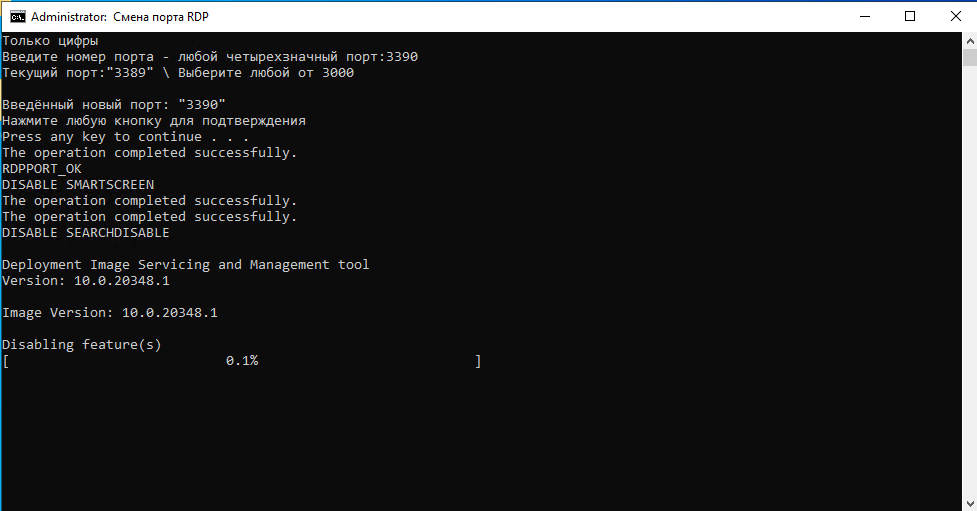 Administrator: Смена порта RDP
Только цифры
Введите номер порта - любой четырехзначный порт:3390
Текущий порт:"3389" \ Выберите любой от 3000
Введённый новый порт: "3390"
Нажмите любую кнопку для подтверждения
Press any key to continue . . .
The operation completed successfully.
RDPPORT_OK
DISABLE SMARTSCREEN
The operation completed successfully.
The operation completed successfully.
DISABLE SEARCHDISABLE
Deployment Image Servicing and Management tool
Version: 10.0.20348.1
Image Version: 10.0.20348.1
Disabling feature(s)
[                           0.1%                           ]